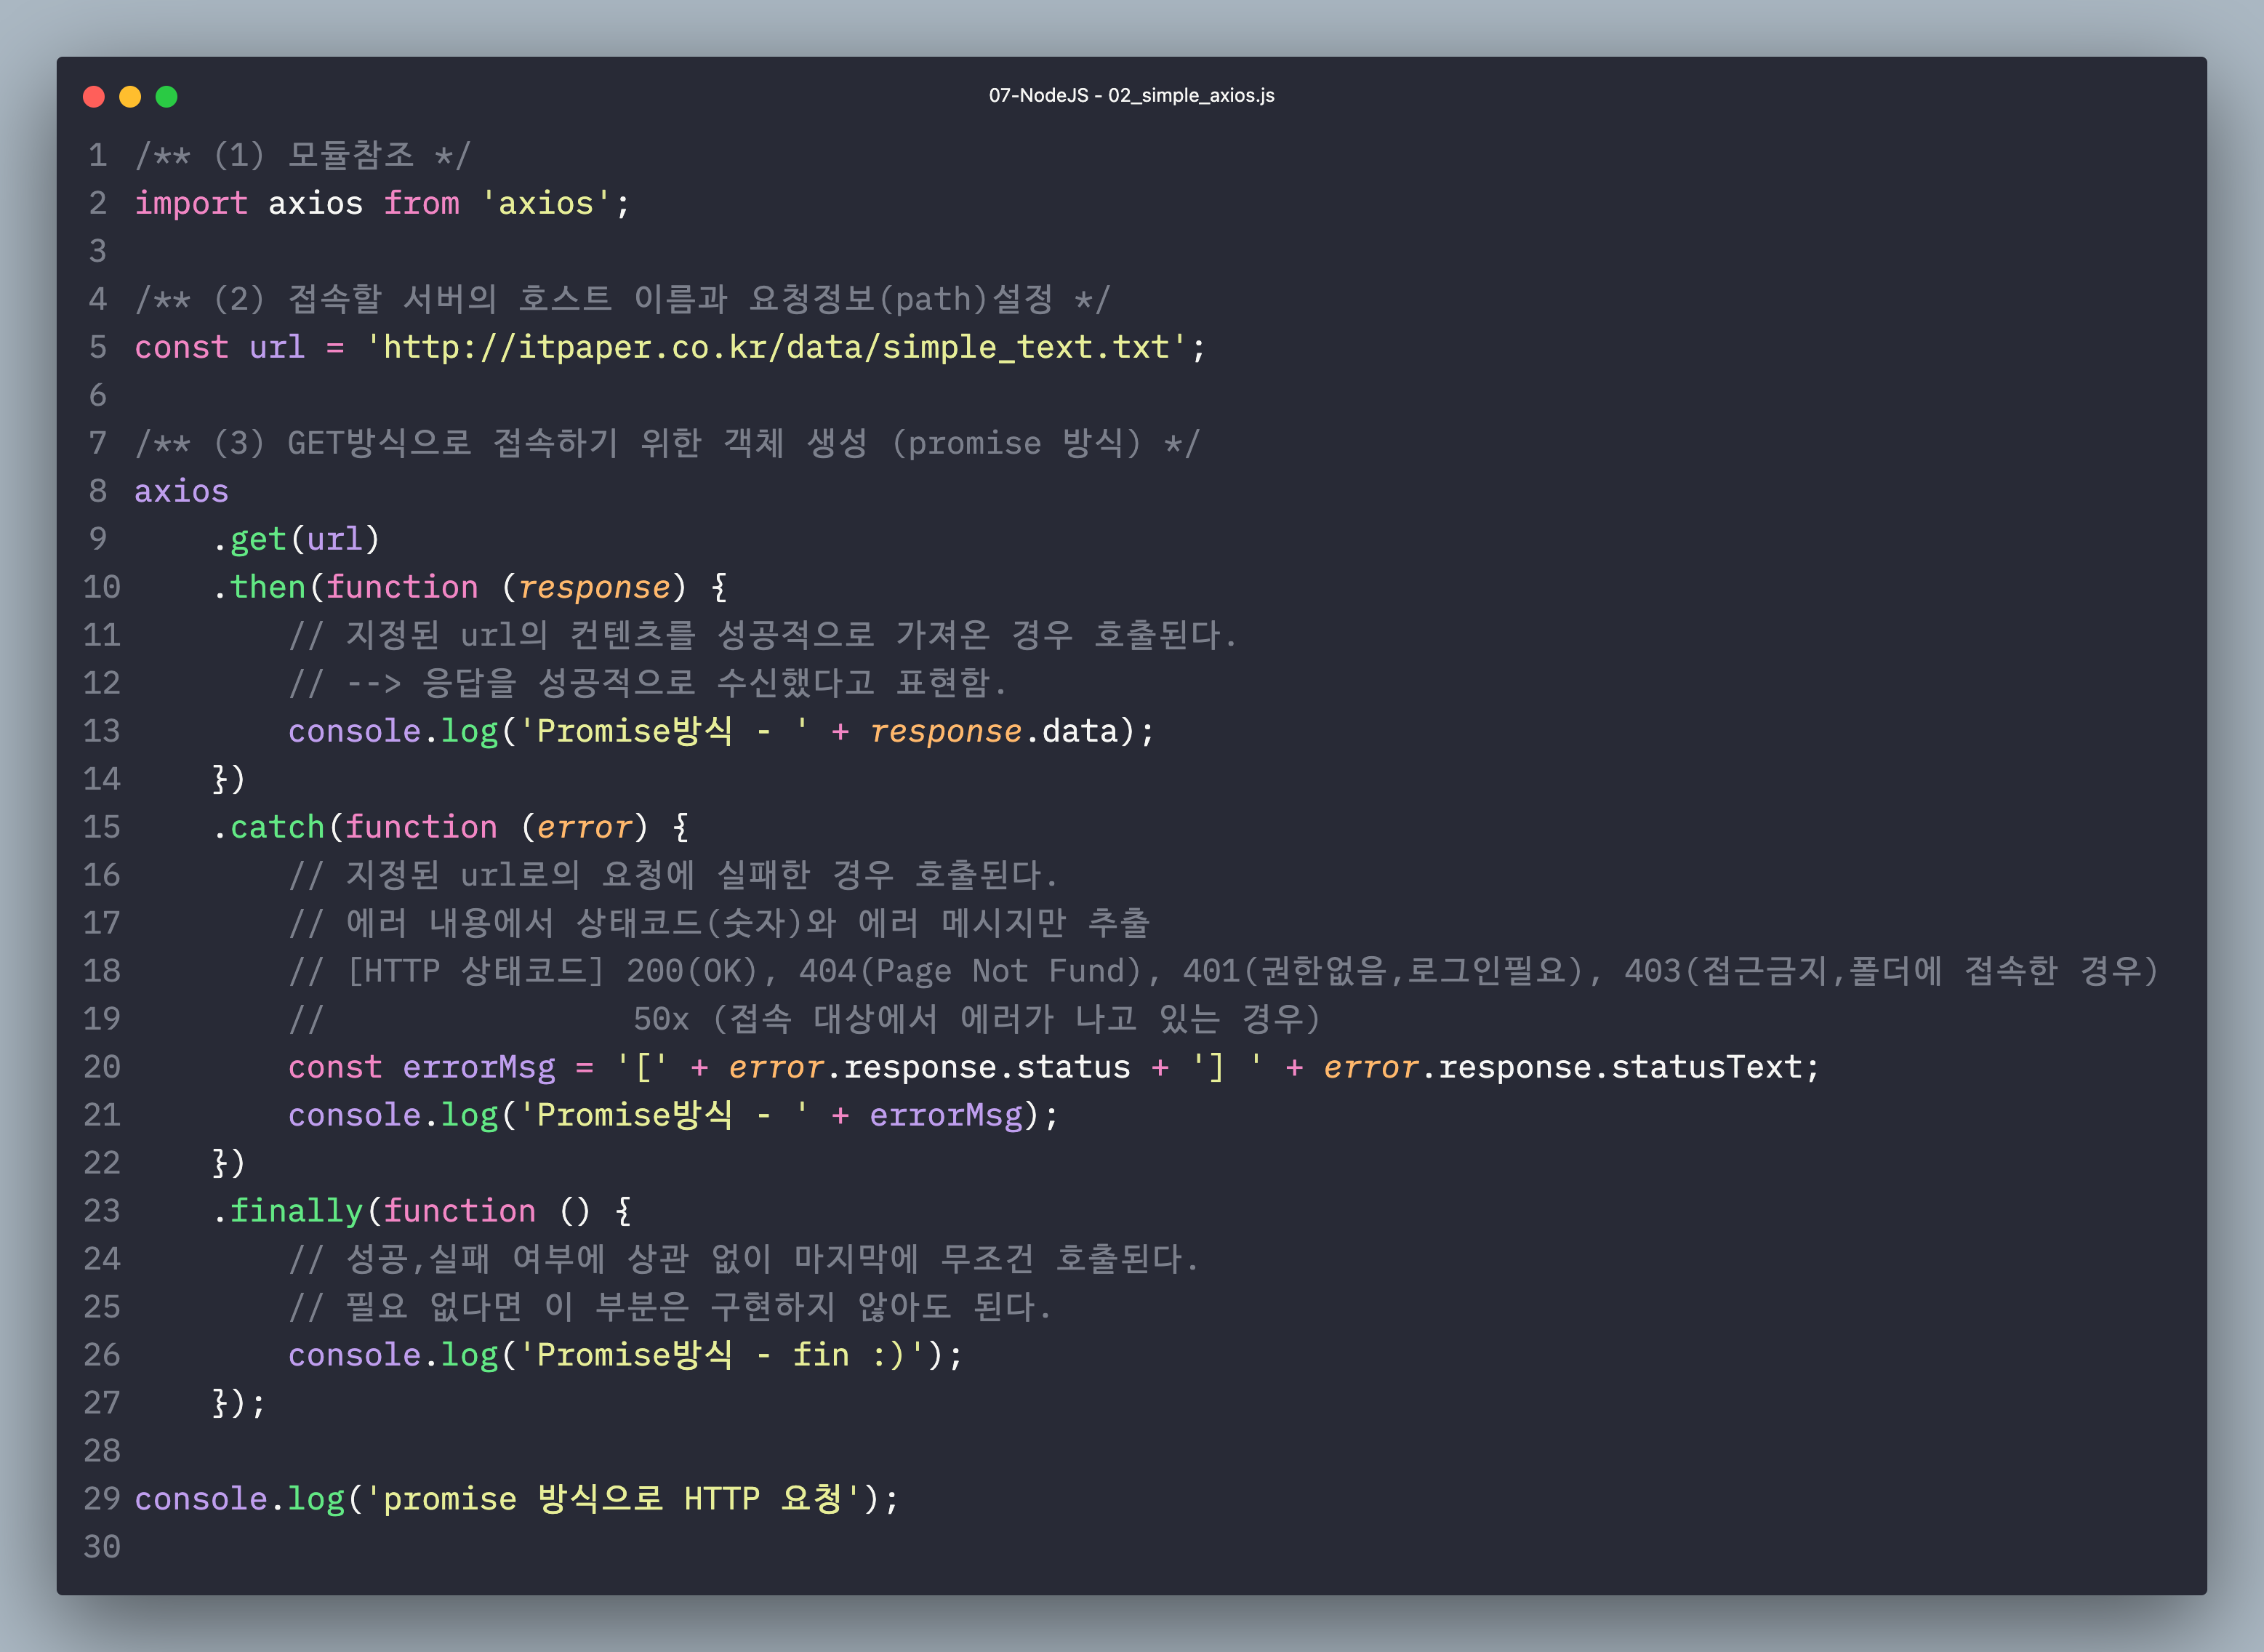 07-NodeJS - 02_simple_axios.js
1 /** (1) 모듈참조 */
2 import axios from 'axios';
3
4 /** (2) 접속할 서버의 호스트 이름과 요청정보(path)설정 */
5 const url = 'http://itpaper.co.kr/data/simple_text.txt';
6
7 /** (3) GET방식으로 접속하기 위한 객체 생성 (promise 방식) */
8 axios
9     .get(url)
10     .then(function (response) {
11         // 지정된 url의 컨텐츠를 성공적으로 가져온 경우 호출된다.
12         // --> 응답을 성공적으로 수신했다고 표현함.
13         console.log('Promise방식 - ' + response.data);
14     })
15     .catch(function (error) {
16         // 지정된 url로의 요청에 실패한 경우 호출된다.
17         // 에러 내용에서 상태코드(숫자)와 에러 메시지만 추출
18         // [HTTP 상태코드] 200(OK), 404(Page Not Fund), 401(권한없음,로그인필요), 403(접근금지,폴더에 접속한 경우)
19         //                50x (접속 대상에서 에러가 나고 있는 경우)
20         const errorMsg = '[' + error.response.status + '] ' + error.response.statusText;
21         console.log('Promise방식 - ' + errorMsg);
22     })
23     .finally(function () {
24         // 성공,실패 여부에 상관 없이 마지막에 무조건 호출된다.
25         // 필요 없다면 이 부분은 구현하지 않아도 된다.
26         console.log('Promise방식 - fin :)');
27     });
28
29 console.log('promise 방식으로 HTTP 요청');
30